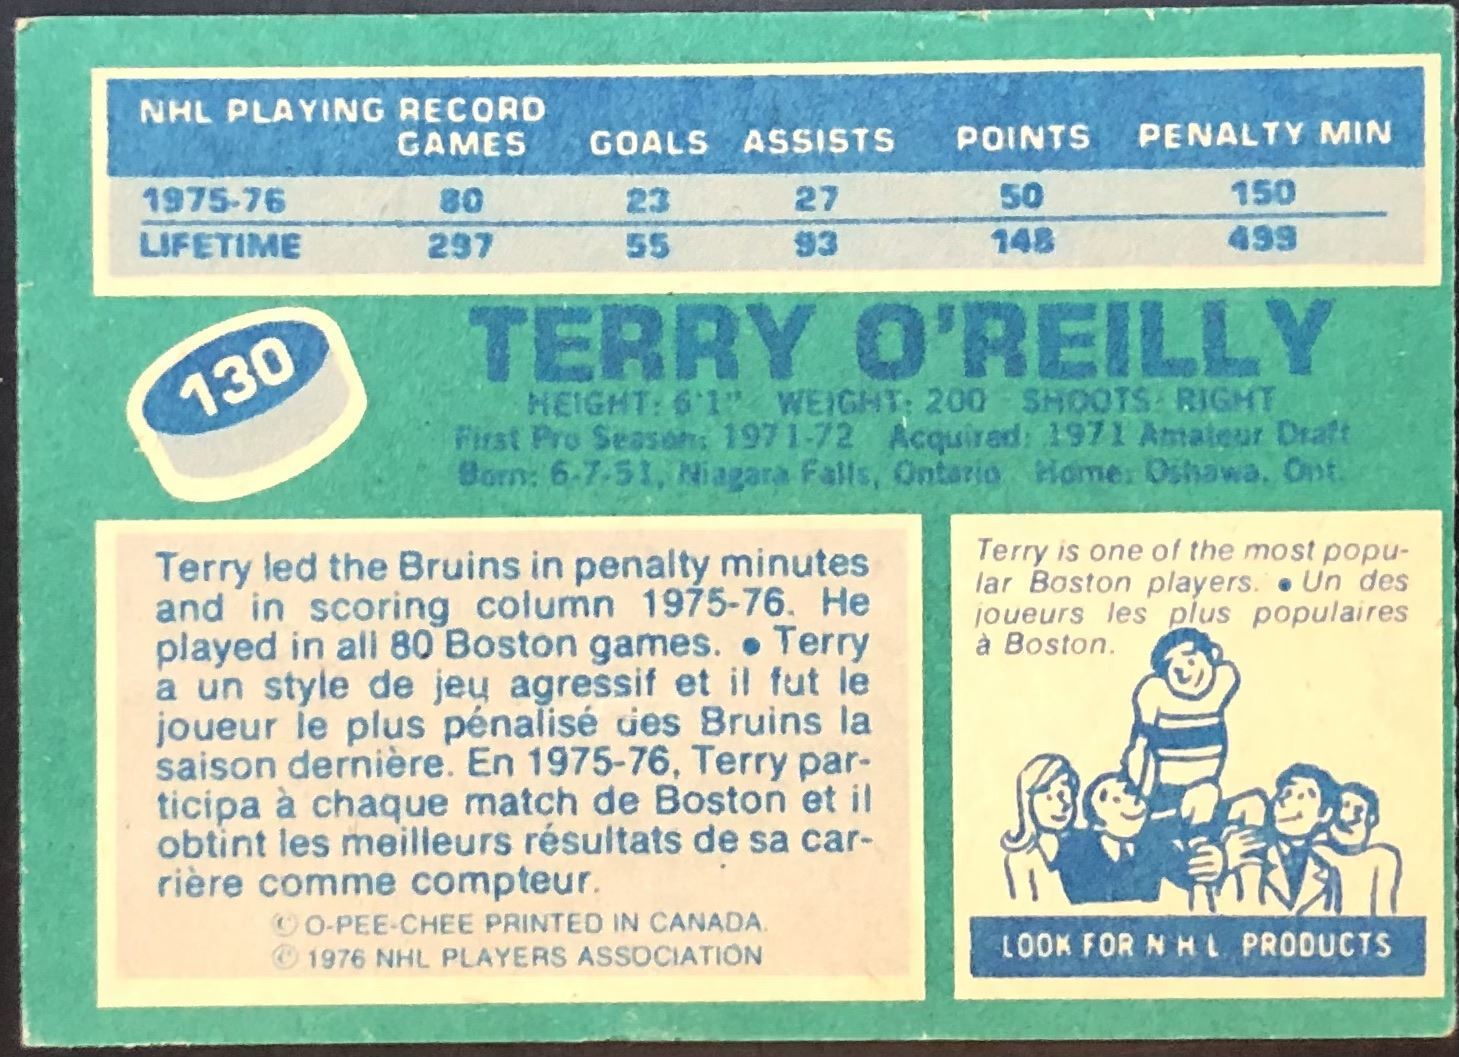 NHL PLAYING RECORD
GAMES GOALS ASSISTS POINTS PENALTY MIN
1975-76 80 23 27 50 150
LIFETIME 297 55 93 148 499
130
TERRY O'REILLY
HEIGHT: 6'1" WEIGHT: 200 SHOOTS: RIGHT
First Pro Season: 1971-72 Acquired: 1971 Amateur Draft
Born: 6-7-51, Niagara Falls, Ontario Home: Oshawa, Ont.
Terry led the Bruins in penalty minutes
and in scoring column 1975-76. He
played in all 80 Boston games. • Terry
a un style de jeu agressif et il fut le
joueur le plus pénalisé des Bruins la
saison dernière. En 1975-76, Terry par-
ticipa à chaque match de Boston et il
obtint les meilleurs résultats de sa car-
rière comme compteur.
© O-PEE-CHEE PRINTED IN CANADA.
© 1976 NHL PLAYERS ASSOCIATION
Terry is one of the most popu-
lar Boston players. • Un des
joueurs les plus populaires
à Boston.
LOOK FOR N H L PRODUCTS